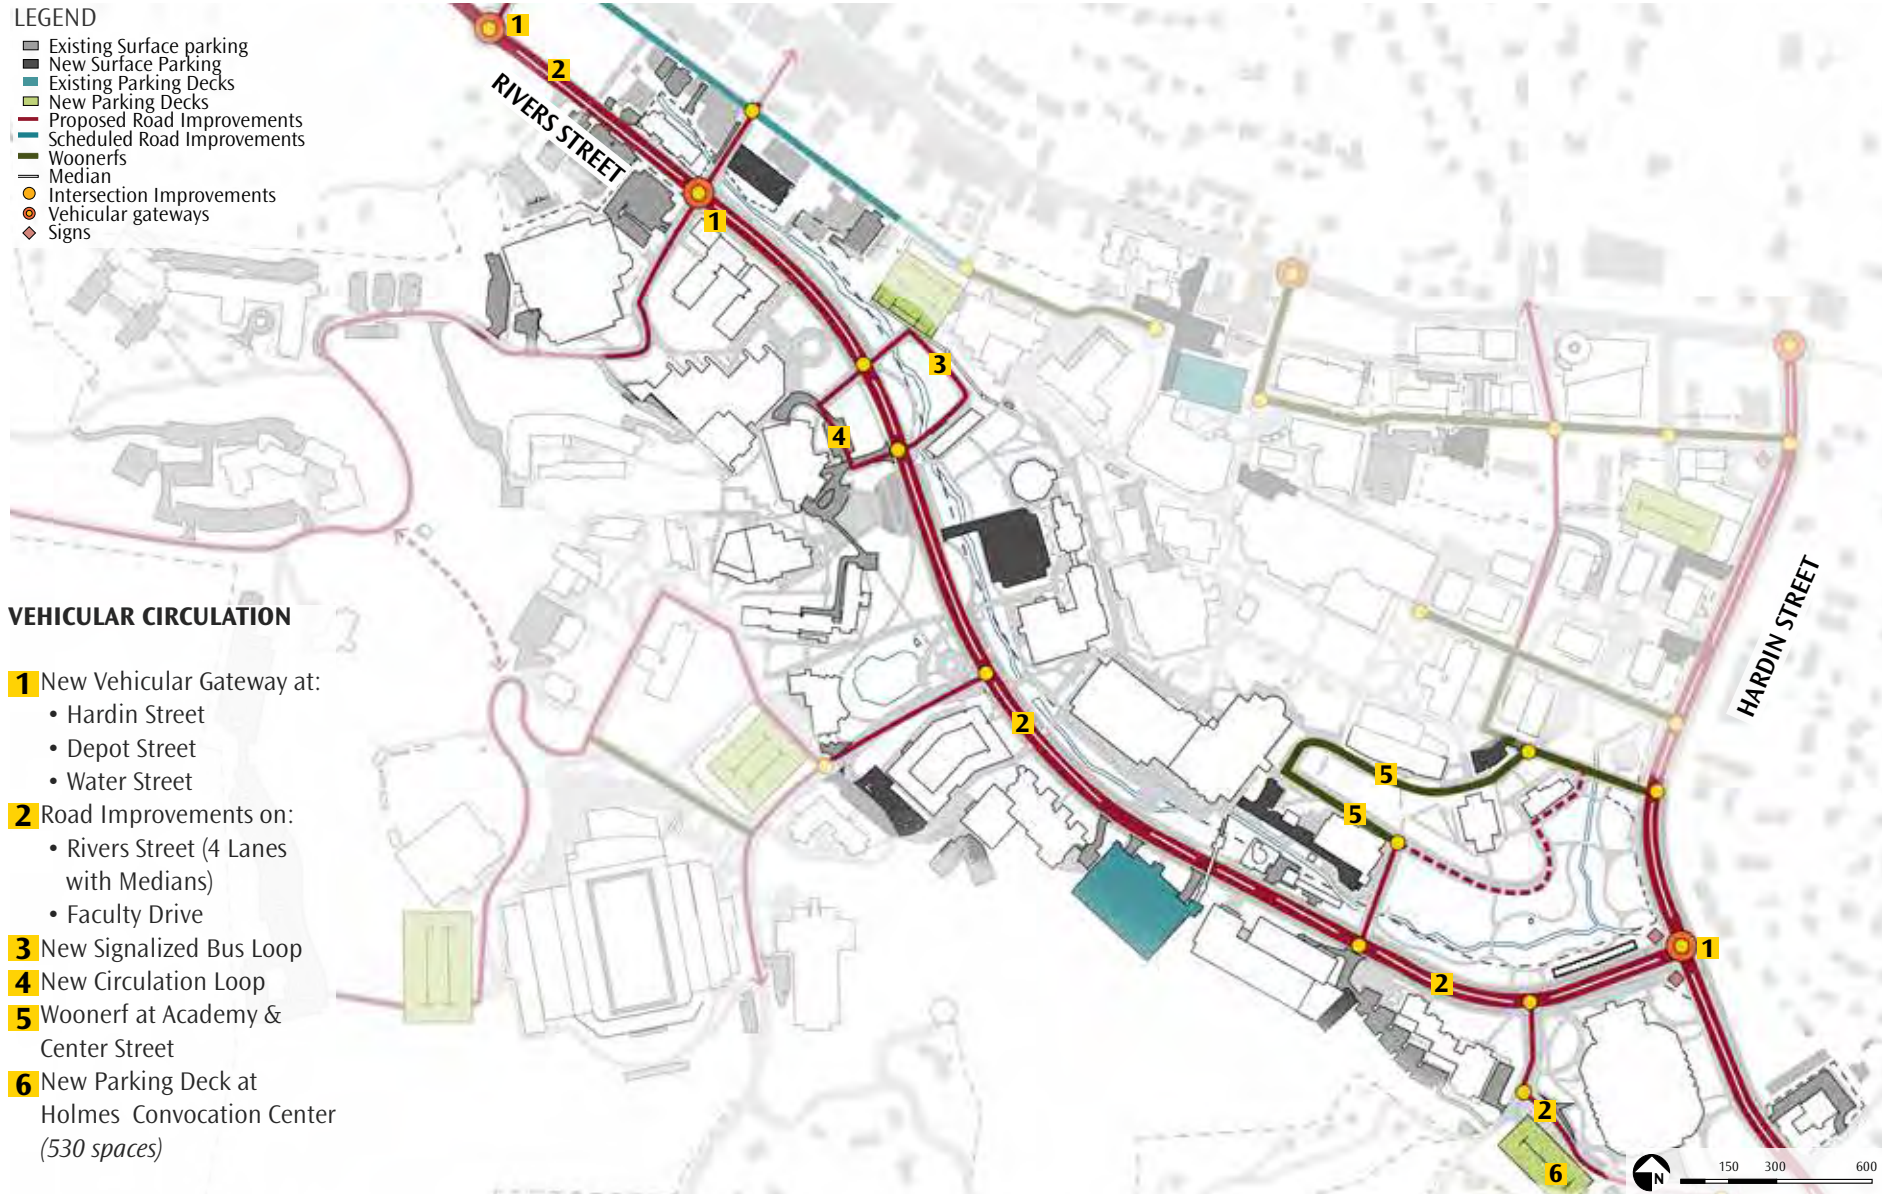 LEGEND
Existing Surface parking
New Surface Parking
Existing Parking Decks
New Parking Decks
Proposed Road Improvements
Scheduled Road Improvements
Woonerfs
Median
Intersection Improvements
Vehicular gateways
Signs
1
2
RIVERS STREET
1
3
4
HARDIN STREET
2
5
5
1
2
2
6
VEHICULAR CIRCULATION
1 New Vehicular Gateway at:
• Hardin Street
• Depot Street
• Water Street
2 Road Improvements on:
• Rivers Street (4 Lanes
with Medians)
• Faculty Drive
3 New Signalized Bus Loop
4 New Circulation Loop
5 Woonerf at Academy &
Center Street
6 New Parking Deck at
Holmes Convocation Center
(530 spaces)
N
150 300 600